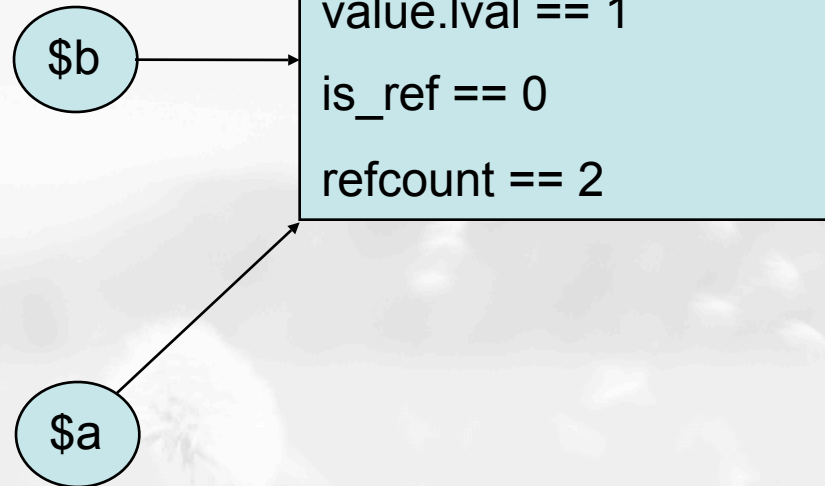 value.lval == 1
$b
is_ref == 0
refcount == 2
$a